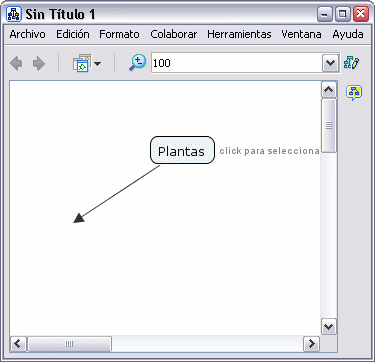 Sin Título 1
Archivo Edición Formato Colaborar Herramientas Ventana Ayuda
100
Plantas
click para selecciona